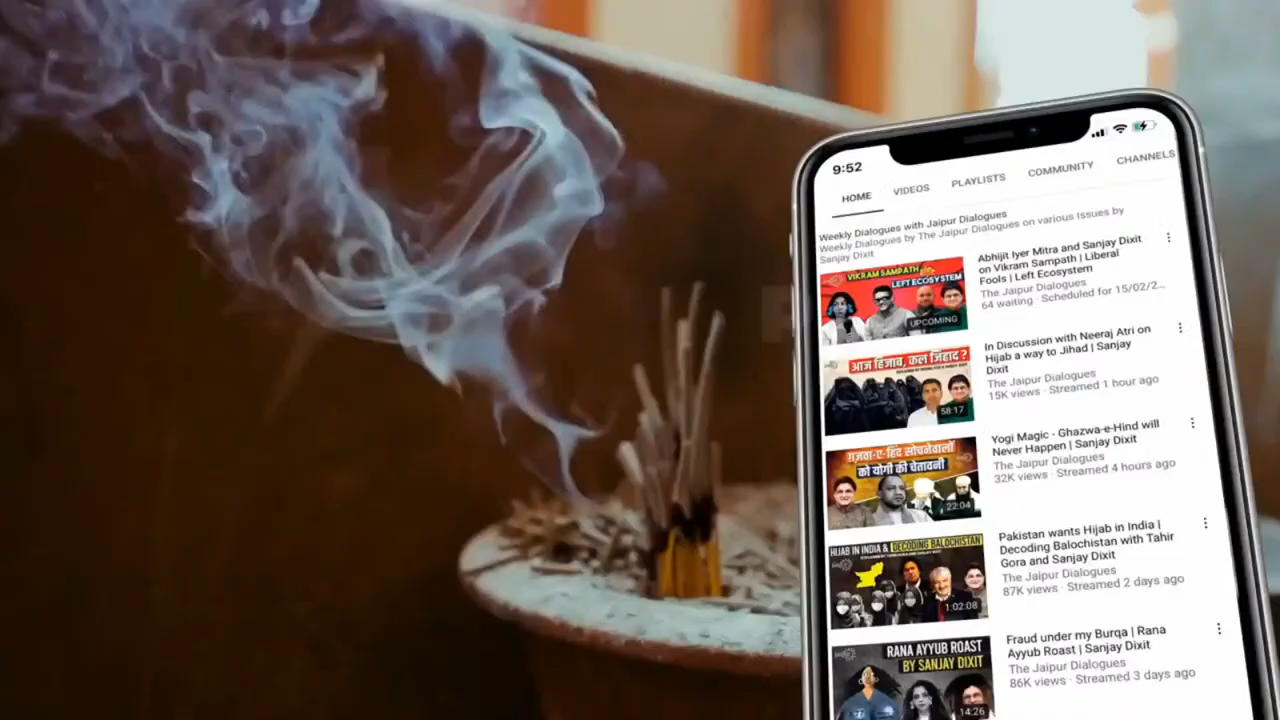 9:52
HOME VIDEOS PLAYLISTS COMMUNITY CHANNELS
Weekly Dialogues with Jaipur Dialogues
Weekly Dialogues by The Jaipur Dialogues on various Issues by
Sanjay Dixit
VIKRAM SAMPATH
LEFT ECOSYSTEM
UPCOMING
Abhijit Iyer Mitra and Sanjay Dixit
on Vikram Sampath | Liberal
Fools | Left Ecosystem
The Jaipur Dialogues
64 waiting · Scheduled for 15/02/2...
आज हिजाब, कल जिहाद ?
58:17
In Discussion with Neeraj Atri on
Hijab a way to Jihad | Sanjay
Dixit
The Jaipur Dialogues
15K views · Streamed 1 hour ago
ग़ज़वा-ए-हिंद सोचनेवालों
को योगी की चेतावनी
22:04
Yogi Magic - Ghazwa-e-Hind will
Never Happen | Sanjay Dixit
The Jaipur Dialogues
32K views · Streamed 4 hours ago
HIJAB IN INDIA & DECODING BALOCHISTAN
1:02:08
Pakistan wants Hijab in India |
Decoding Balochistan with Tahir
Gora and Sanjay Dixit
The Jaipur Dialogues
87K views · Streamed 2 days ago
RANA AYYUB ROAST
BY SANJAY DIXIT
14:26
Fraud under my Burqa | Rana
Ayyub Roast | Sanjay Dixit
The Jaipur Dialogues
86K views · Streamed 3 days ago